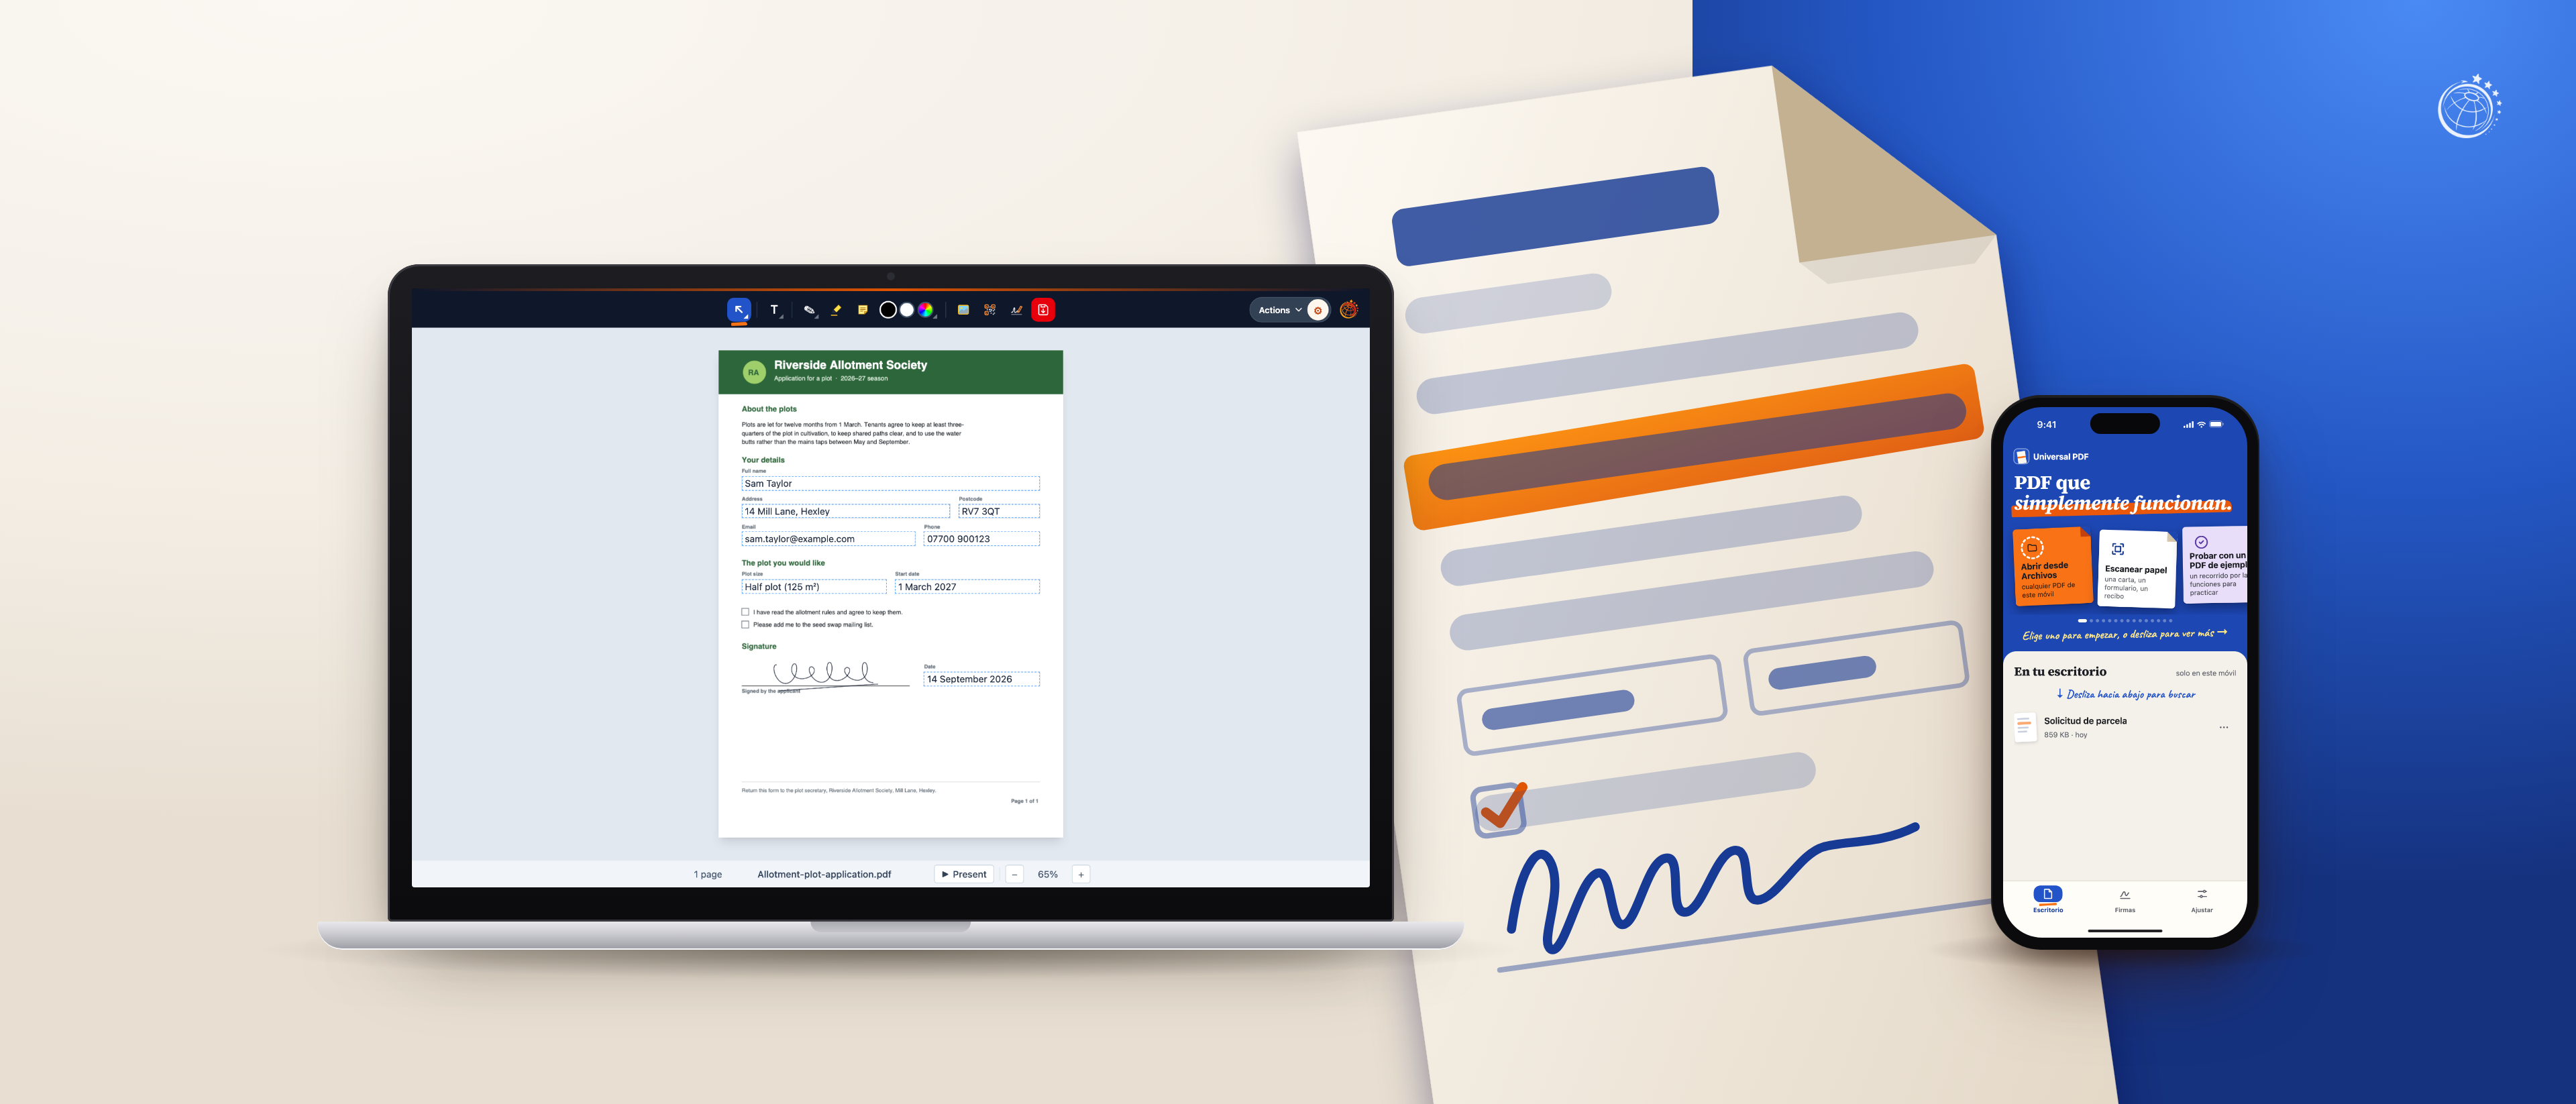 T
Actions
RA
Riverside Allotment Society
Application for a plot · 2026–27 season
About the plots
Plots are let for twelve months from 1 March. Tenants agree to keep at least three-
quarters of the plot in cultivation, to keep shared paths clear, and to use the water
butts rather than the mains taps between May and September.
Your details
Full name
Sam Taylor
Address
Postcode
14 Mill Lane, Hexley
RV7 3QT
Email
Phone
sam.taylor@example.com
07700 900123
The plot you would like
Plot size
Start date
Half plot (125 m²)
1 March 2027
I have read the allotment rules and agree to keep them.
Please add me to the seed swap mailing list.
Signature
Date
14 September 2026
Signed by the applicant
Return this form to the plot secretary, Riverside Allotment Society, Mill Lane, Hexley.
Page 1 of 1
1 page
Allotment-plot-application.pdf
Present
− 65% +
9:41
Universal PDF
PDF que
simplemente funcionan.
Abrir desde
Archivos
cualquier PDF de
este móvil
Escanear papel
una carta, un
formulario, un
recibo
Probar con un
PDF de ejempl
un recorrido por la
funciones para
practicar
Elige uno para empezar, o desliza para ver más →
En tu escritorio
solo en este móvil
↓ Desliza hacia abajo para buscar
Solicitud de parcela
859 KB · hoy
Escritorio
Firmas
Ajustar